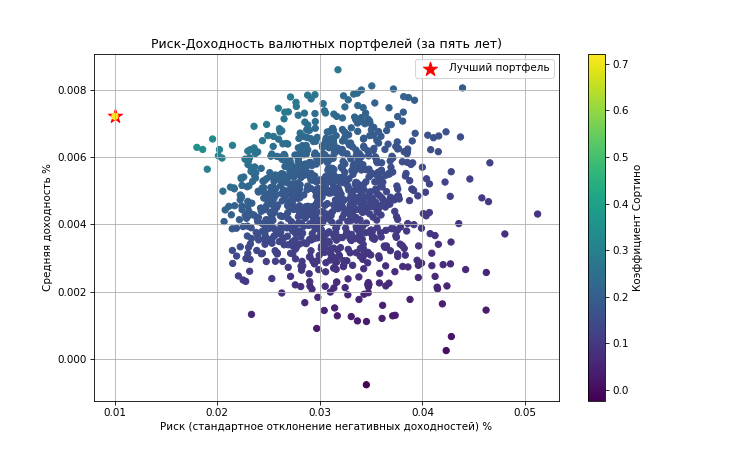 Риск-Доходность валютных портфелей (за пять лет)
Лучший портфель
Средняя доходность %
0.008
0.006
0.004
0.002
0.000
0.01 0.02 0.03 0.04 0.05
Риск (стандартное отклонение негативных доходностей) %
0.7
0.6
0.5
0.4
0.3
0.2
0.1
0.0
Коэффициент Сортино